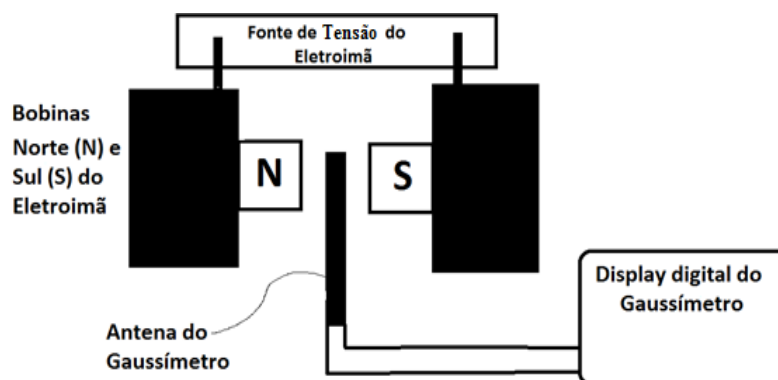 Fonte de Tensão do
Eletroimã
Bobinas
Norte (N) e
Sul (S) do
Eletroimã
N
S
Display digital do
Gaussímetro
Antena do
Gaussímetro